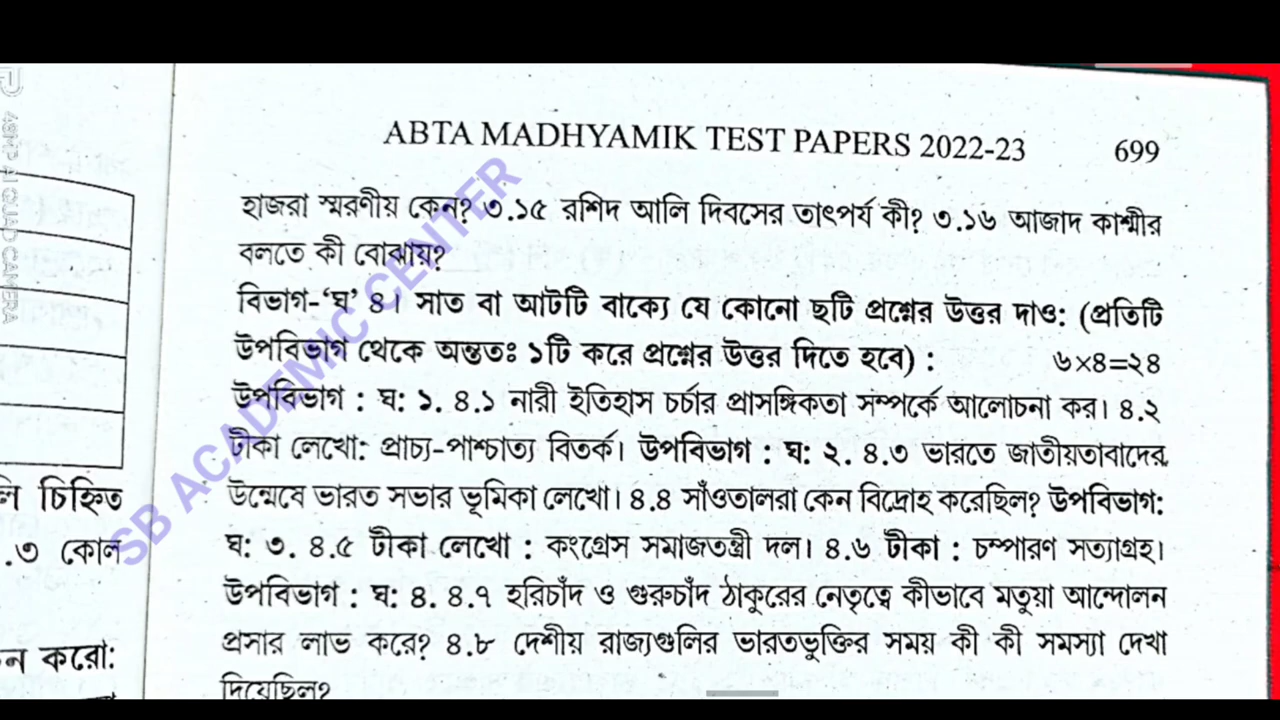 ABTA MADHYAMIK TEST PAPERS 2022-23 699
হাজরা স্মরণীয় কেন? ৩.১৫ রশিদ আলি দিবসের তাৎপর্য কী? ৩.১৬ আজাদ কাশ্মীর
বলতে কী বোঝায়?
বিভাগ-‘ঘ’ ৪। সাত বা আটটি বাক্যে যে কোনো ছটি প্রশ্নের উত্তর দাও: (প্রতিটি
উপবিভাগ থেকে অন্ততঃ ১টি করে প্রশ্নের উত্তর দিতে হবে) : ৬×৪=২৪
উপবিভাগ : ঘ: ১. ৪.১ নারী ইতিহাস চর্চার প্রাসঙ্গিকতা সম্পর্কে আলোচনা কর। ৪.২
টীকা লেখো: প্রাচ্য-পাশ্চাত্য বিতর্ক। উপবিভাগ : ঘ: ২. ৪.৩ ভারতে জাতীয়তাবাদের
উন্মেষে ভারত সভার ভূমিকা লেখো। ৪.৪ সাঁওতালরা কেন বিদ্রোহ করেছিল? উপবিভাগ:
ঘ: ৩. ৪.৫ টীকা লেখো : কংগ্রেস সমাজতন্ত্রী দল। ৪.৬ টীকা : চম্পারণ সত্যাগ্রহ।
উপবিভাগ : ঘ: ৪. ৪.৭ হরিচাঁদ ও গুরুচাঁদ ঠাকুরের নেতৃত্বে কীভাবে মতুয়া আন্দোলন
প্রসার লাভ করে? ৪.৮ দেশীয় রাজ্যগুলির ভারতভুক্তির সময় কী কী সমস্যা দেখা
দিয়েছিল?
চিহ্নিত
.৩ কোন
করো:
SB ACADEMIC CENTER
48MP AI QUAD CAMERA